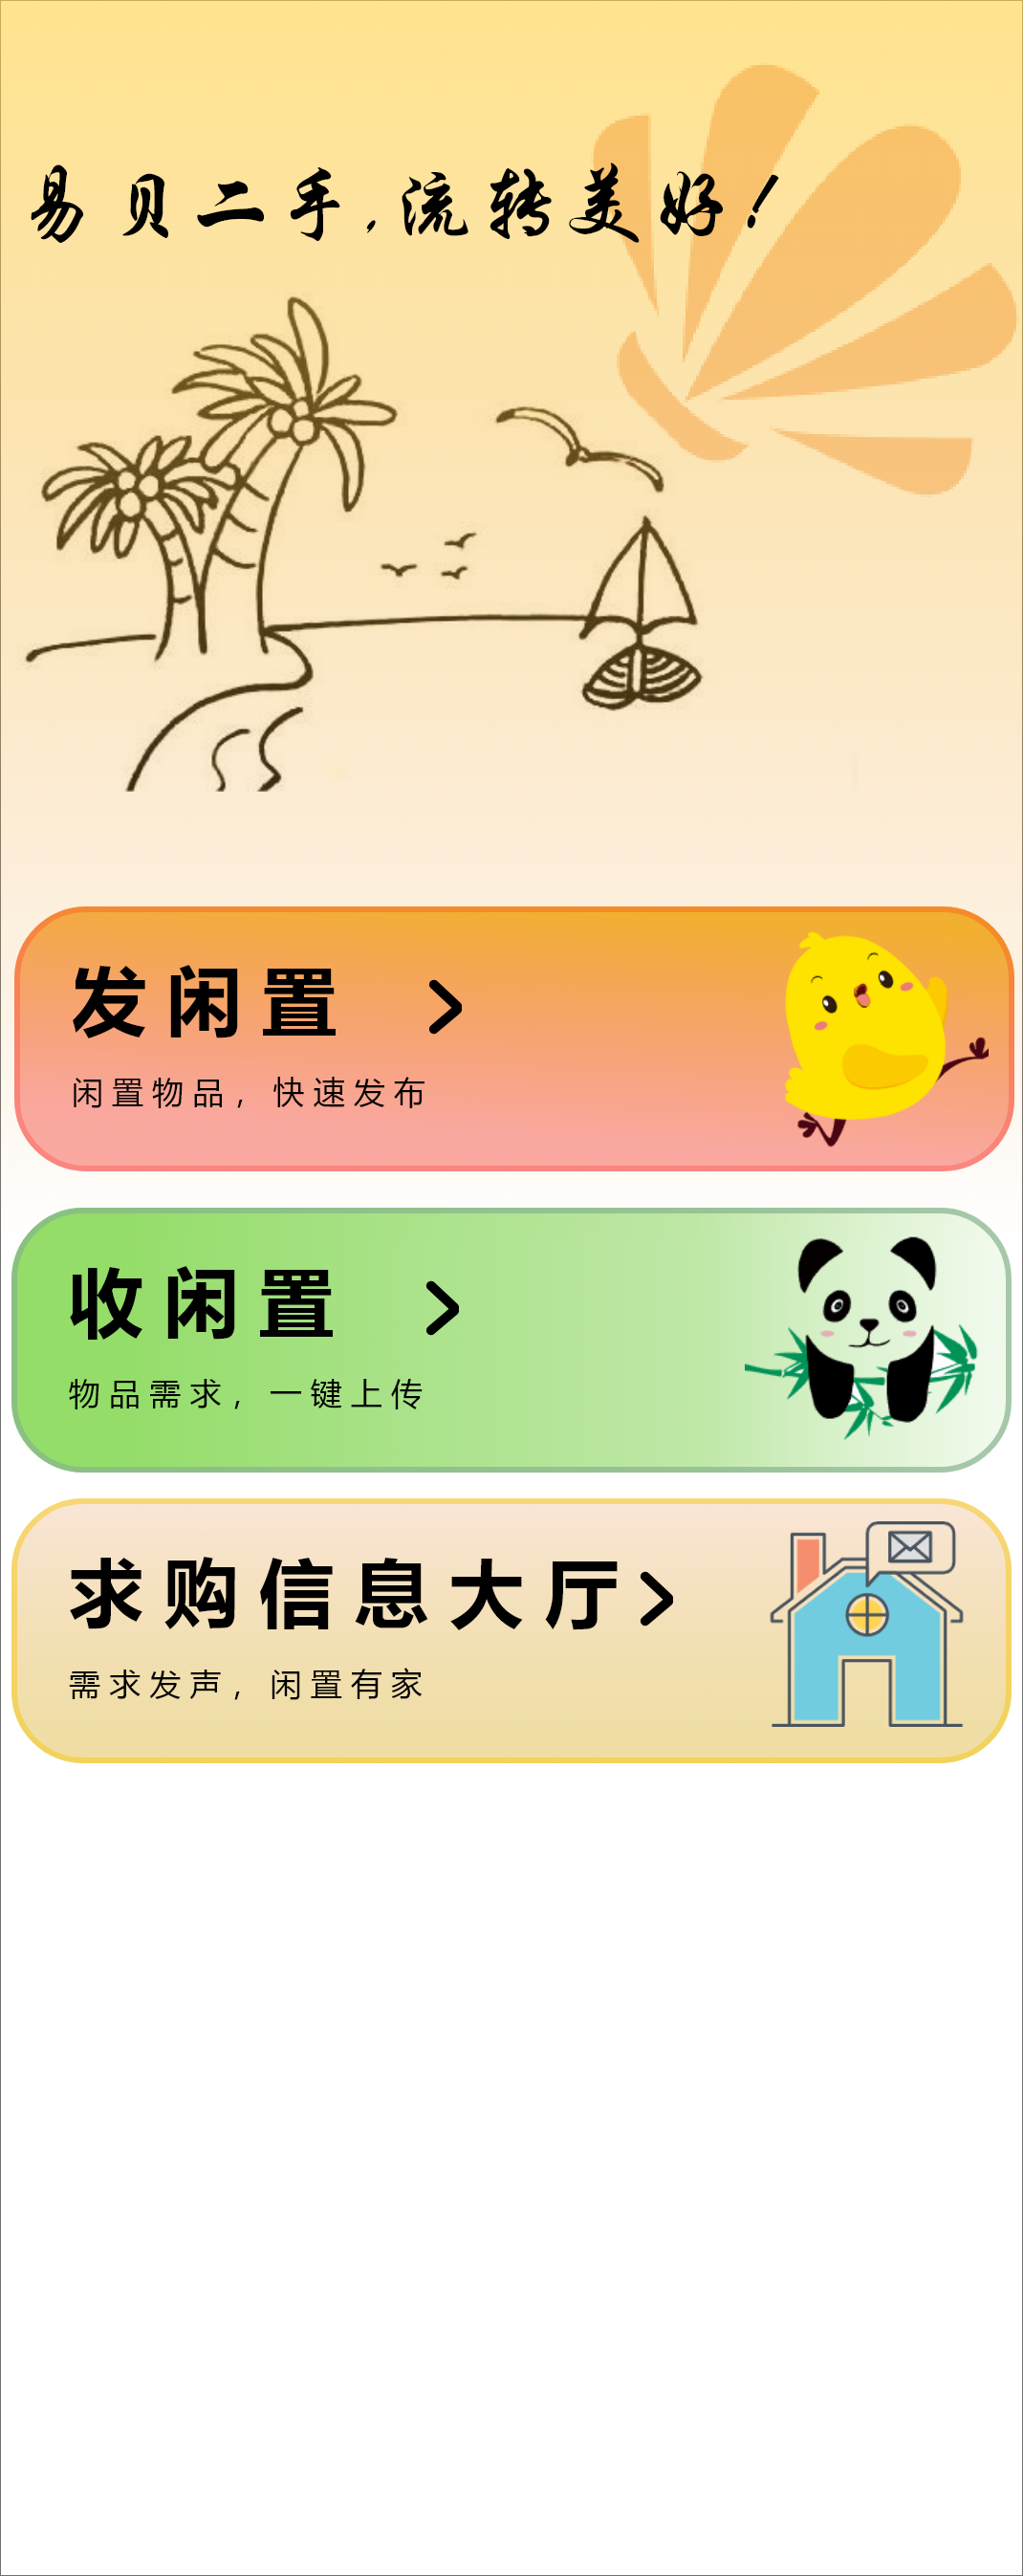 易贝二手,流转美好!
发闲置 >
闲置物品, 快速发布
收闲置 >
物品需求, 一键上传
求购信息大厅>
需求发声, 闲置有家